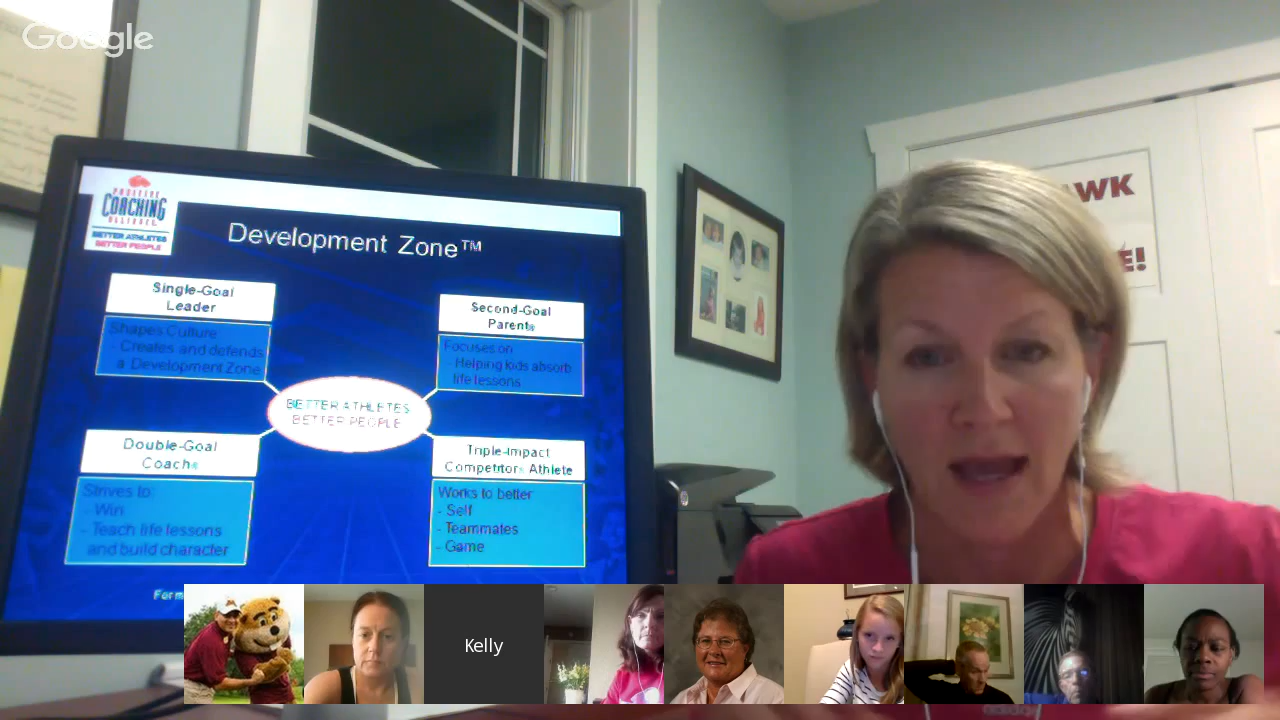 Google
POSITIVE
COACHING
ALLIANCE
BETTER ATHLETES
BETTER PEOPLE
Development Zone™
Single-Goal
Leader
Shapes Culture
- Creates and defends
a Development Zone
Second-Goal
Parent®
Focuses on
- Helping kids absorb
life lessons
BETTER ATHLETES
BETTER PEOPLE
Double-Goal
Coach®
Strives to:
- Win
- Teach life lessons
and build character
Triple-Impact
Competitor® Athlete
Works to better
- Self
- Teammates
- Game
AWK
E!
Kelly